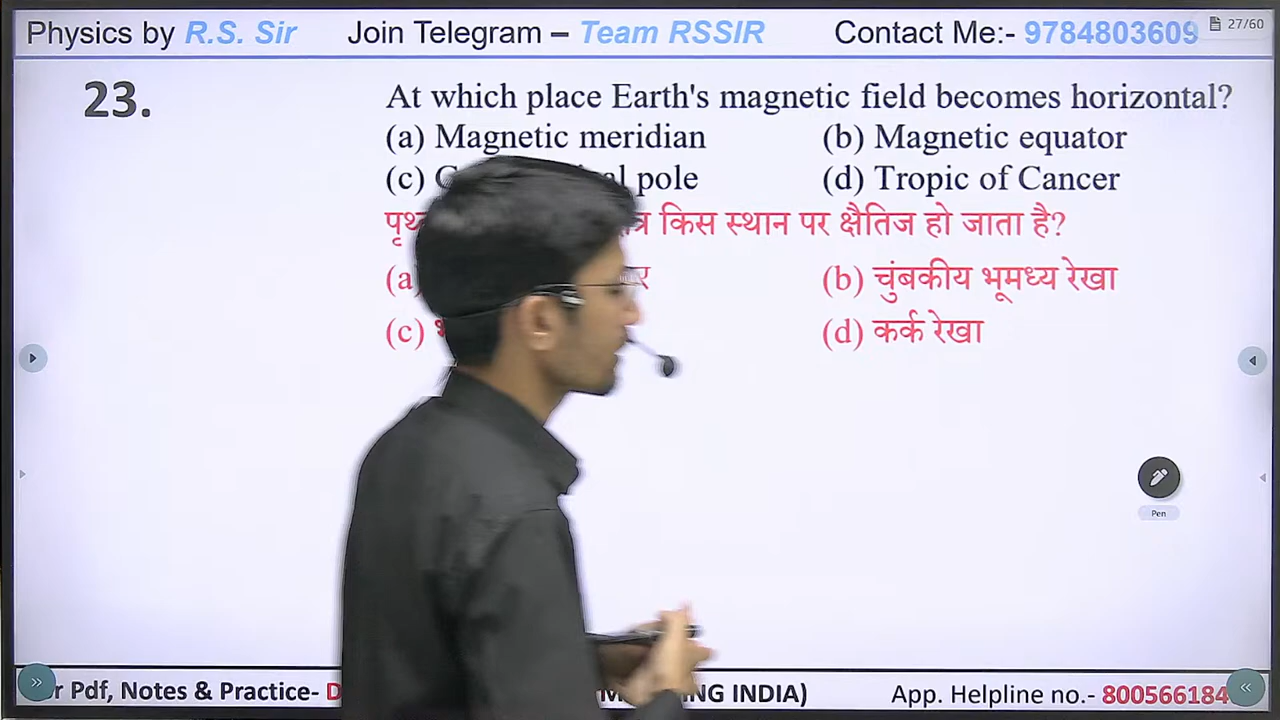 Physics by R.S. Sir Join Telegram – Team RSSIR Contact Me:- 9784803609 27/60
23. At which place Earth's magnetic field becomes horizontal?
(a) Magnetic meridian (b) Magnetic equator
(c) pole (d) Tropic of Cancer
किस स्थान पर क्षैतिज हो जाता है?
(a) (b) चुंबकीय भूमध्य रेखा
(c) (d) कर्क रेखा
Pen
Pdf, Notes & Practice- INDIA) App. Helpline no.- 800566184